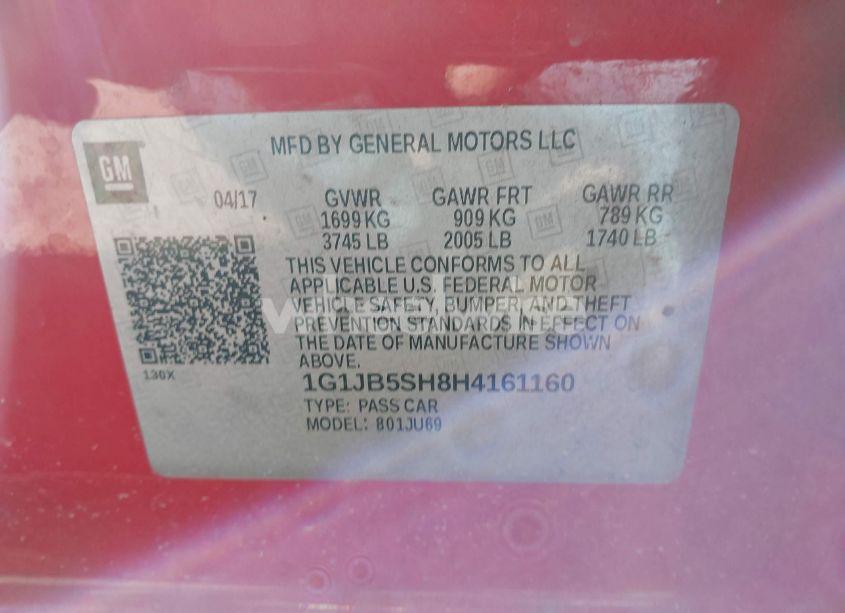 MFD BY GENERAL MOTORS LLC
GM
04/17
GVWR GAWR FRT GAWR RR
1699 KG 909 KG 789 KG
3745 LB 2005 LB 1740 LB
THIS VEHICLE CONFORMS TO ALL
APPLICABLE U.S. FEDERAL MOTOR
VEHICLE SAFETY, BUMPER, AND THEFT
PREVENTION STANDARDS IN EFFECT ON
THE DATE OF MANUFACTURE SHOWN
ABOVE.
130X
1G1JB5SH8H4161160
TYPE: PASS CAR
MODEL: 801JU69